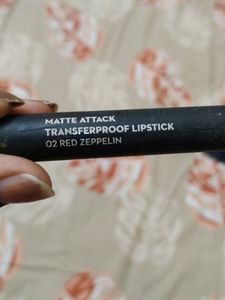 MATTE ATTACK
TRANSFERPROOF LIPSTICK
02 RED ZEPPELIN